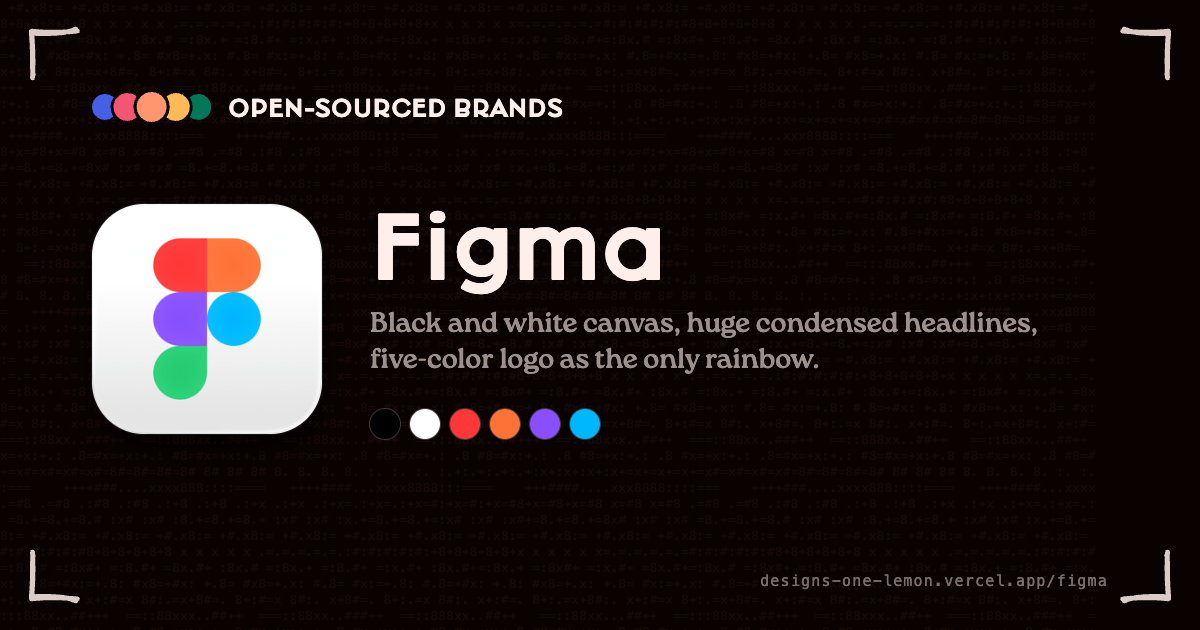 OPEN-SOURCED BRANDS
Figma
Black and white canvas, huge condensed headlines,
five-color logo as the only rainbow.
designs-one-lemon.vercel.app/figma